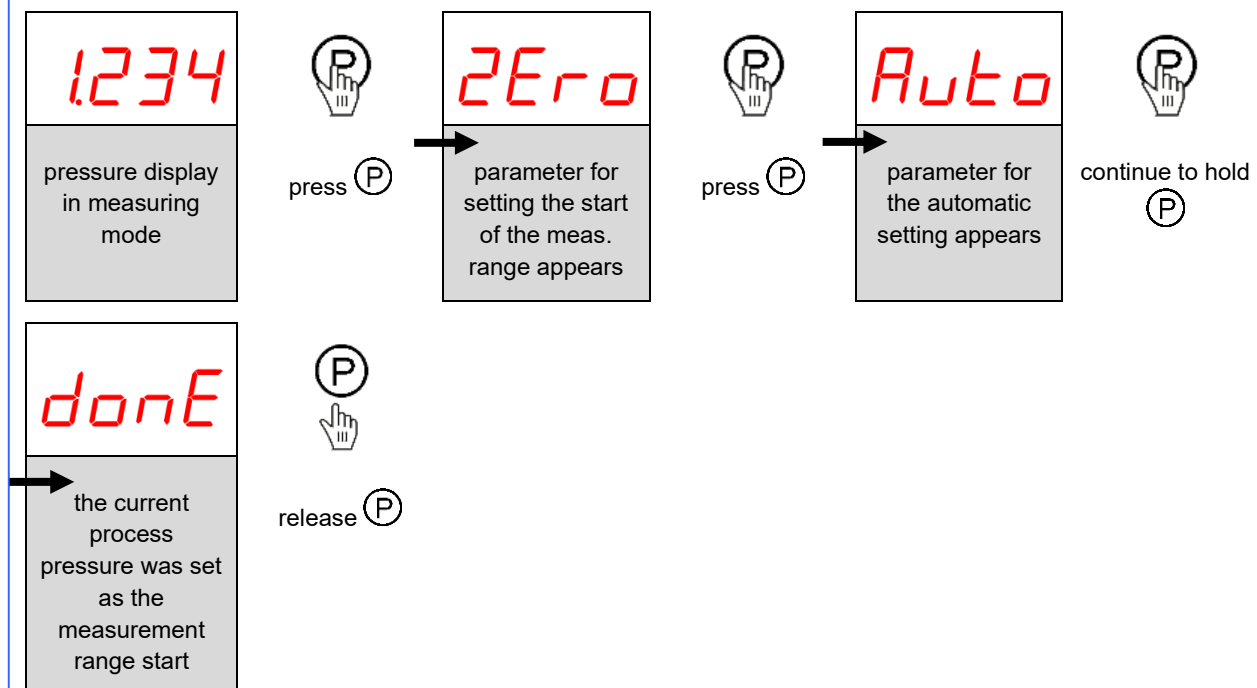 1.234
pressure display
in measuring
mode
P
press P
2Ero
parameter for
setting the start
of the meas.
range appears
P
press P
Auto
parameter for
the automatic
setting appears
P
continue to hold
P
donE
the current
process
pressure was set
as the
measurement
range start
P
release P